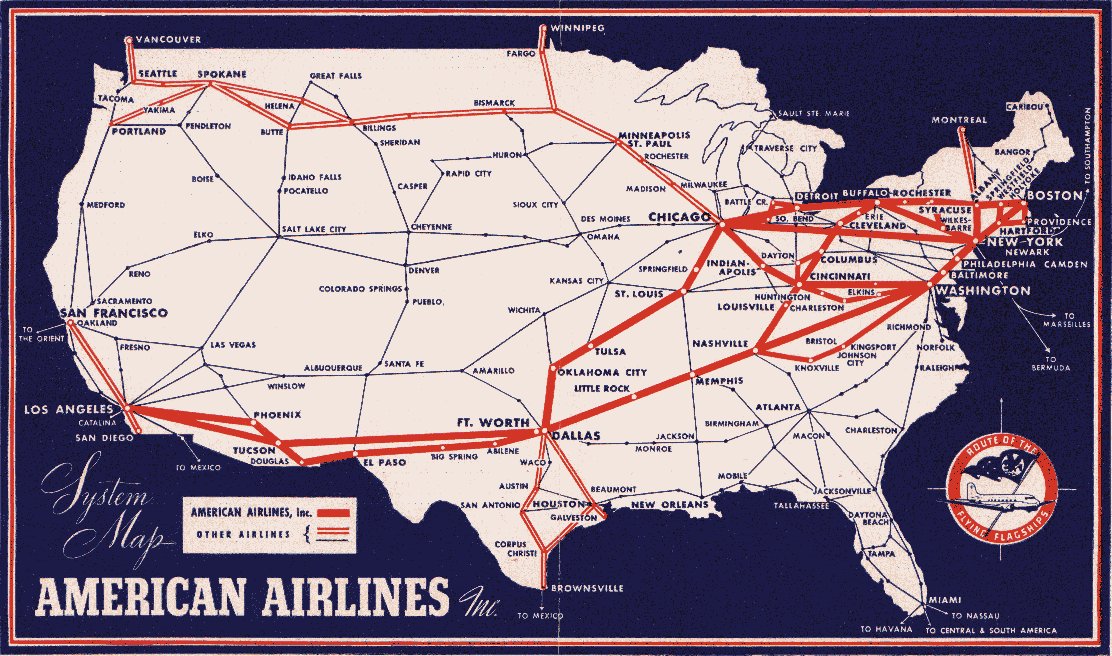 VANCOUVER
WINNIPEG
FARGO
SEATTLE
SPOKANE
GREAT FALLS
TACOMA
YAKIMA
HELENA
BISMARCK
CARIBOU
SAULT STE. MARIE
MONTREAL
TO SOUTHAMPTON
PORTLAND
PENDLETON
BUTTE
BILLINGS
SHERIDAN
MINNEAPOLIS
ST. PAUL
TRAVERSE CITY
BANGOR
HURON
ROCHESTER
BOISE
IDAHO FALLS
POCATELLO
CASPER
RAPID CITY
MADISON
MILWAUKEE
ALBANY
SPRINGFIELD
WESTFIELD
HOLYOKE
MEDFORD
SIOUX CITY
BATTLE CR.
DETROIT
BUFFALO
ROCHESTER
BOSTON
DES MOINES
CHICAGO
SO. BEND
ERIE
CLEVELAND
SYRACUSE
WILKES-
BARRE
PROVIDENCE
HARTFORD
ELKO
SALT LAKE CITY
CHEYENNE
OMAHA
NEW YORK
NEWARK
RENO
DENVER
SPRINGFIELD
INDIAN-
APOLIS
DAYTON
COLUMBUS
PHILADELPHIA
CAMDEN
BALTIMORE
COLORADO SPRINGS
KANSAS CITY
CINCINNATI
SACRAMENTO
PUEBLO.
ST. LOUIS
HUNTINGTON
ELKINS
WASHINGTON
SAN FRANCISCO
OAKLAND
WICHITA
LOUISVILLE
CHARLESTON
TO
THE ORIENT
TO
MARSEILLES
RICHMOND
FRESNO
LAS VEGAS
TULSA
NASHVILLE
BRISTOL
KINGSPORT
JOHNSON
CITY
NORFOLK
TO
BERMUDA
ALBUQUERQUE
SANTA FE
AMARILLO
OKLAHOMA CITY
KNOXVILLE
RALEIGH
WINSLOW
LITTLE ROCK
MEMPHIS
LOS ANGELES
CATALINA
PHOENIX
FT. WORTH
ATLANTA
SAN DIEGO
DALLAS
BIRMINGHAM
CHARLESTON
TUCSON
DOUGLAS
EL PASO
BIG SPRING
ABILENE
JACKSON
MONROE
MACON
TO MEXICO
WACO
ROUTE OF THE
FLYING FLAGSHIPS
System
Map
AUSTIN
BEAUMONT
MOBILE
JACKSONVILLE
SAN ANTONIO
HOUSTON
NEW ORLEANS
TALLAHASSEE
AMERICAN AIRLINES, Inc.
GALVESTON
DAYTONA
BEACH
OTHER AIRLINES
CORPUS
CHRISTI
TAMPA
AMERICAN AIRLINES Inc.
BROWNSVILLE
MIAMI
TO MEXICO
TO NASSAU
TO HAVANA
TO CENTRAL & SOUTH AMERICA